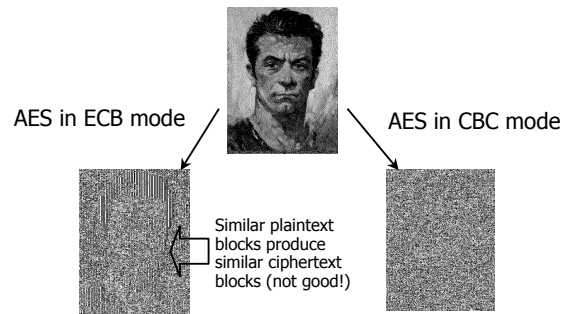 AES in ECB mode
AES in CBC mode
Similar plaintext
blocks produce
similar ciphertext
blocks (not good!)